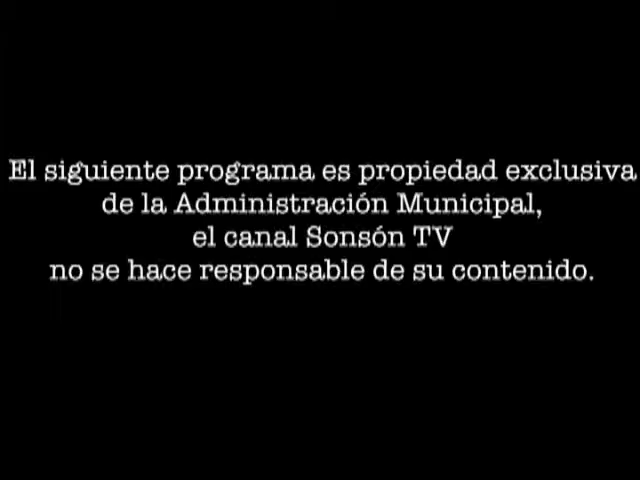 El siguiente programa es propiedad exclusiva
de la Administración Municipal,
el canal Sonsón TV
no se hace responsable de su contenido.